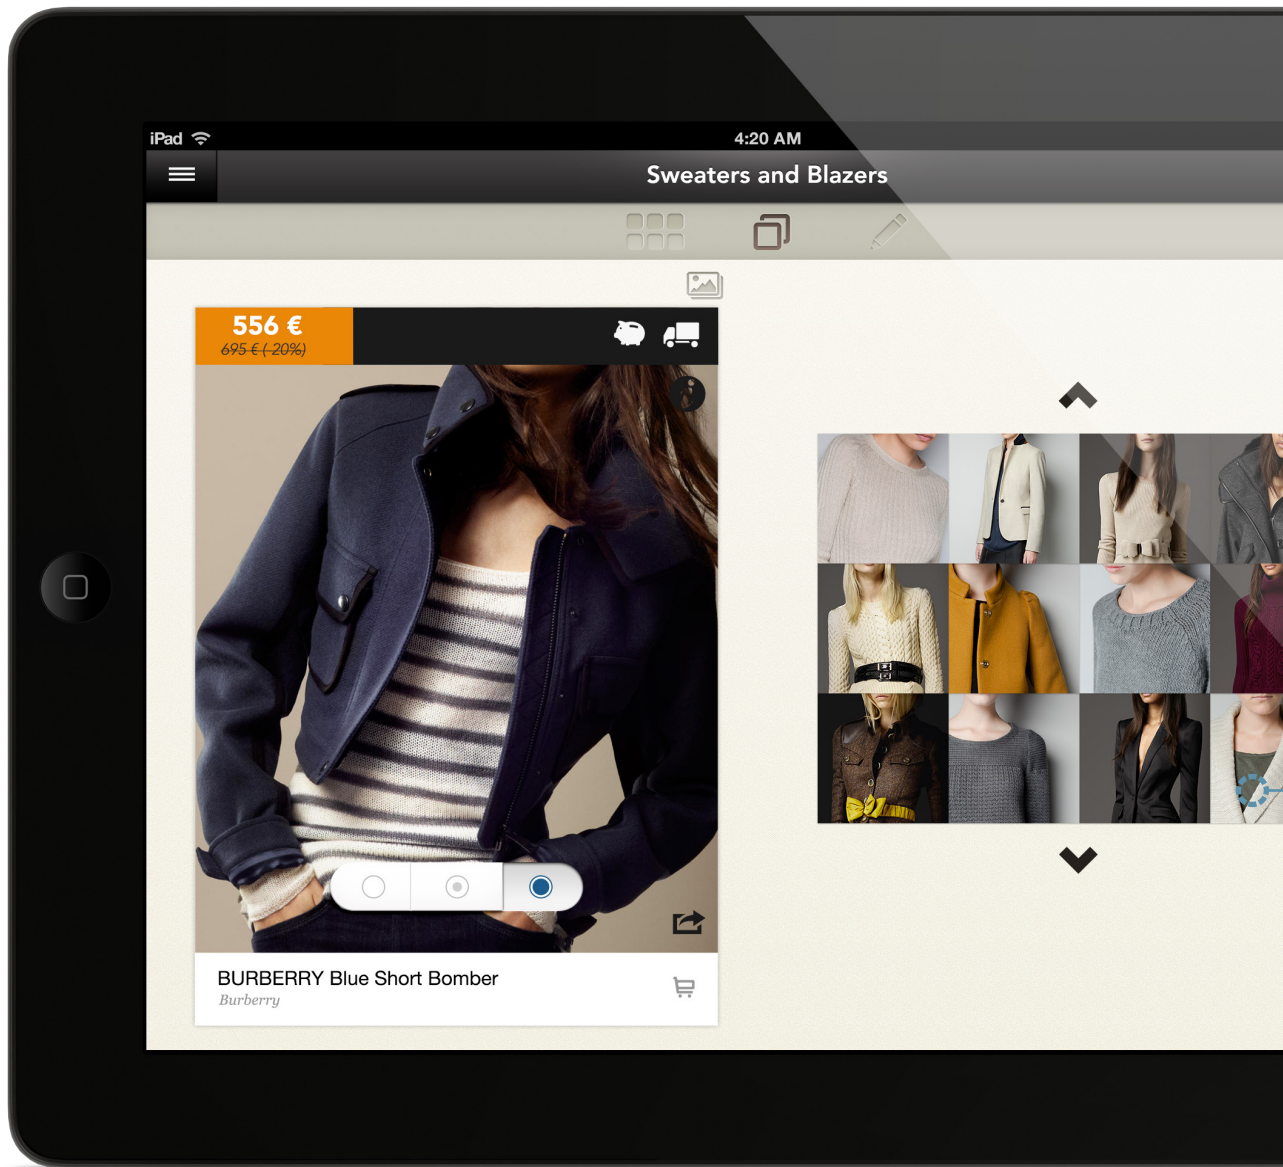 iPad
4:20 AM
Sweaters and Blazers
556 €
695 € (-20%)
BURBERRY Blue Short Bomber
Burberry